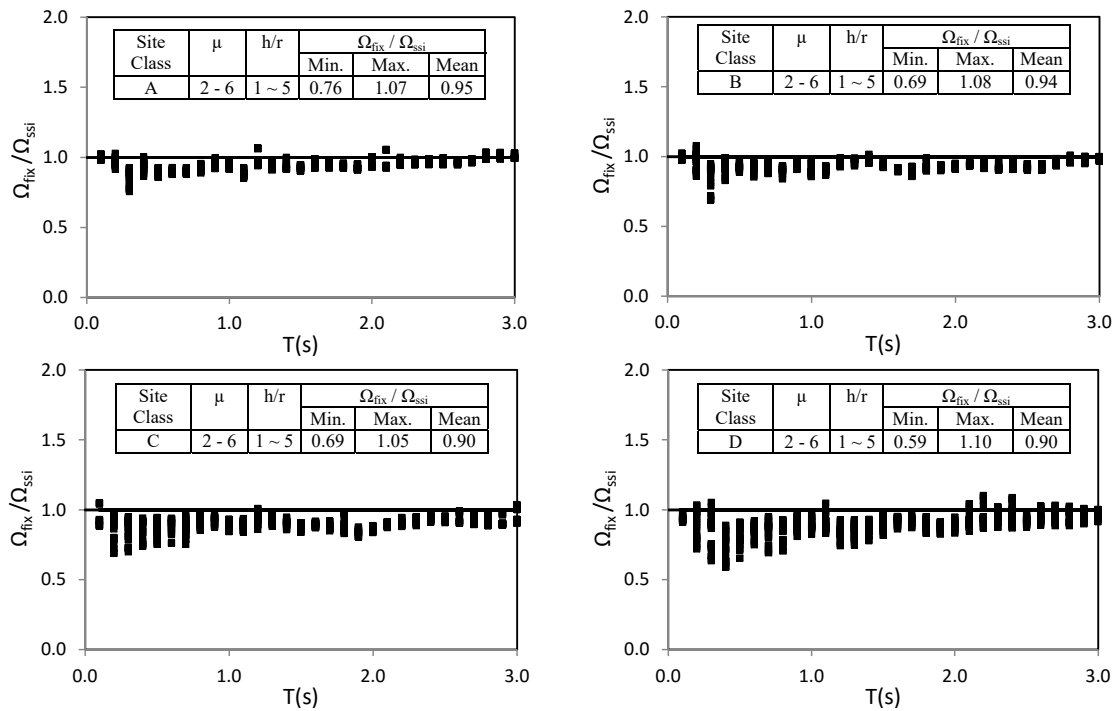 2.0
1.5
1.0
0.5
0.0
Ωfix /Ωssi
Site Class μ h/r Ωfix / Ωssi
Min. Max. Mean
A 2 - 6 1 ~ 5 0.76 1.07 0.95
0.0 1.0 2.0 3.0
T(s)
2.0
1.5
1.0
0.5
0.0
Ωfix /Ωssi
Site Class μ h/r Ωfix / Ωssi
Min. Max. Mean
B 2 - 6 1 ~ 5 0.69 1.08 0.94
0.0 1.0 2.0 3.0
T(s)
2.0
1.5
1.0
0.5
0.0
Ωfix /Ωssi
Site Class μ h/r Ωfix / Ωssi
Min. Max. Mean
C 2 - 6 1 ~ 5 0.69 1.05 0.90
0.0 1.0 2.0 3.0
T(s)
2.0
1.5
1.0
0.5
0.0
Ωfix /Ωssi
Site Class μ h/r Ωfix / Ωssi
Min. Max. Mean
D 2 - 6 1 ~ 5 0.59 1.10 0.90
0.0 1.0 2.0 3.0
T(s)